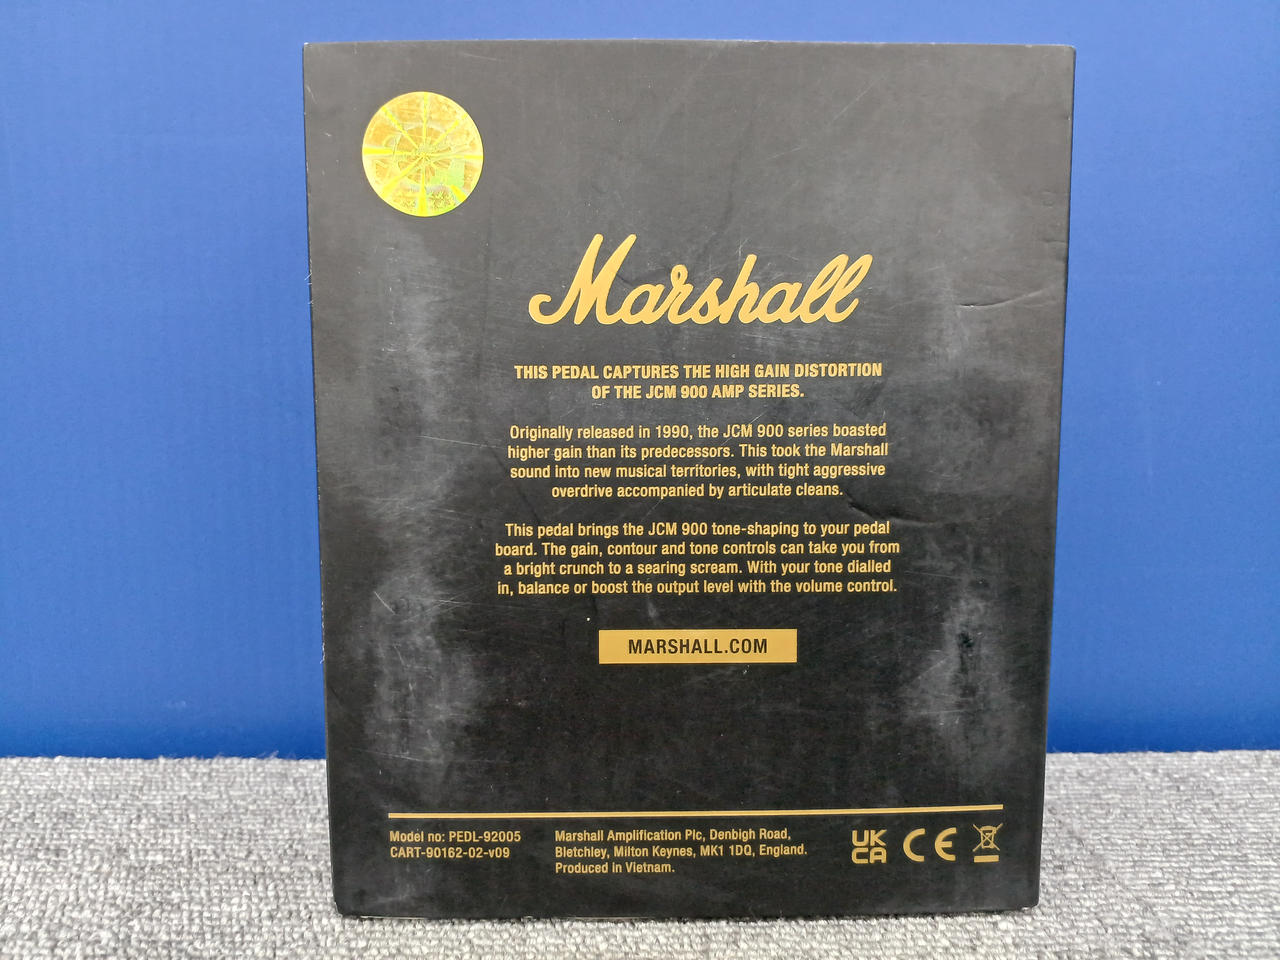 Marshall
THIS PEDAL CAPTURES THE HIGH GAIN DISTORTION
OF THE JCM 900 AMP SERIES.
Originally released in 1990, the JCM 900 series boasted
higher gain than its predecessors. This took the Marshall
sound into new musical territories, with tight aggressive
overdrive accompanied by articulate cleans.
This pedal brings the JCM 900 tone-shaping to your pedal
board. The gain, contour and tone controls can take you from
a bright crunch to a searing scream. With your tone dialled
in, balance or boost the output level with the volume control.
MARSHALL.COM
Model no: PEDL-92005
CART-90162-02-v09
Marshall Amplification Plc, Denbigh Road,
Bletchley, Milton Keynes, MK1 1DQ, England.
Produced in Vietnam.
UK
CA
CE